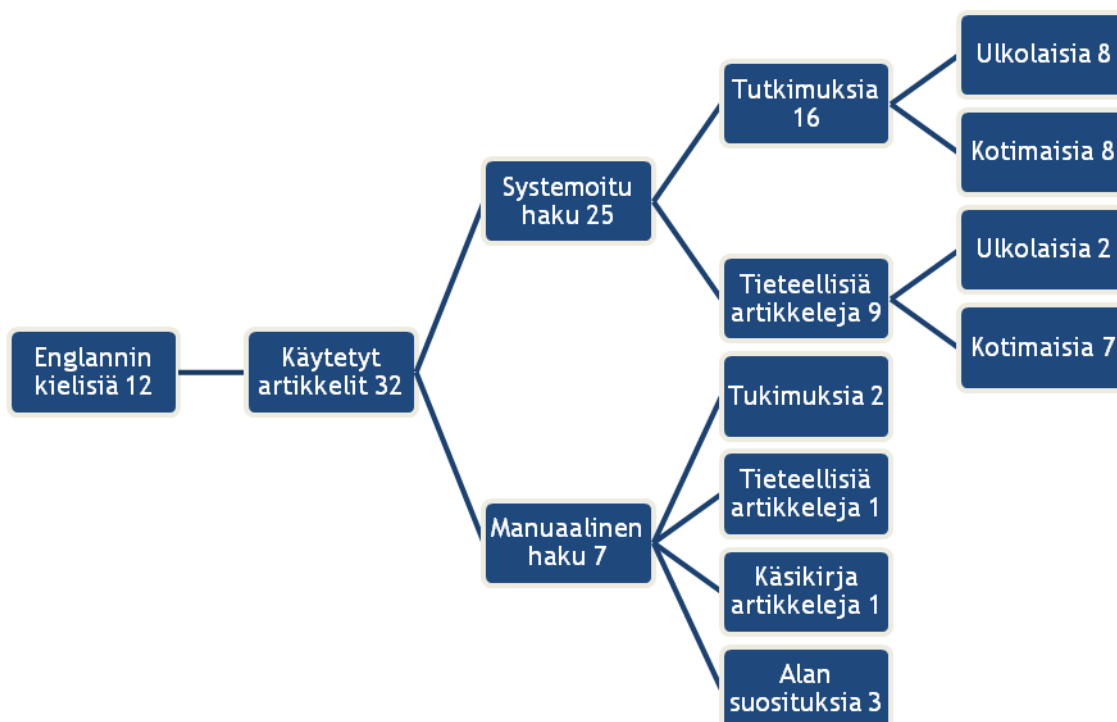 Englannin
kielisiä 12
Käytetyt
artikkelit 32
Systemoitu
haku 25
Tutkimuksia
16
Ulkolaisia 8
Kotimaisia 8
Tieteellisiä
artikkeleja 9
Ulkolaisia 2
Kotimaisia 7
Manuaalinen
haku 7
Tukimuksia 2
Tieteellisiä
artikkeleja 1
Käsikirja
artikkeleja 1
Alan
suosituksia 3